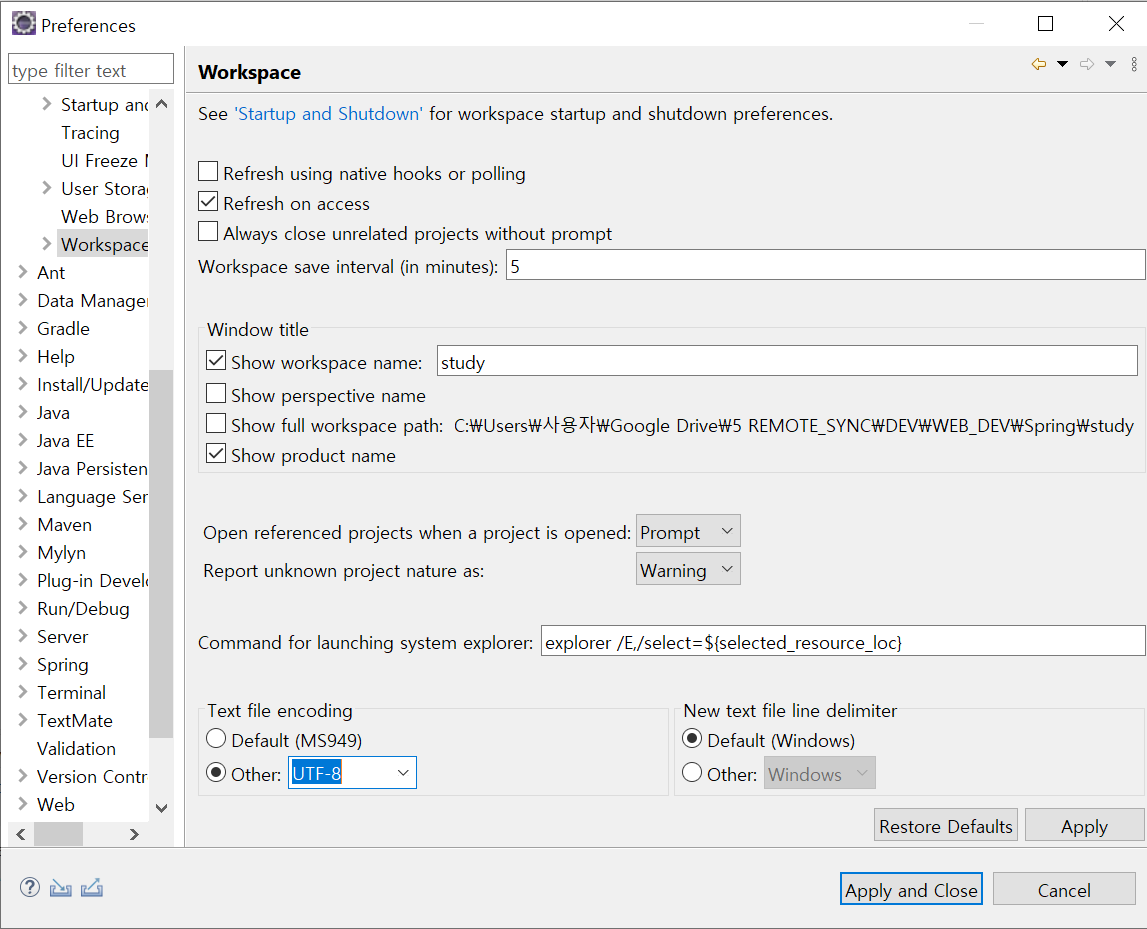 Preferences
type filter text
Startup and
Tracing
UI Freeze M
User Storag
Web Brows
Workspace
Ant
Data Manager
Gradle
Help
Install/Update
Java
Java EE
Java Persisten
Language Ser
Maven
Mylyn
Plug-in Develo
Run/Debug
Server
Spring
Terminal
TextMate
Validation
Version Contr
Web
Workspace
See 'Startup and Shutdown' for workspace startup and shutdown preferences.
Refresh using native hooks or polling
Refresh on access
Always close unrelated projects without prompt
Workspace save interval (in minutes): 5
Window title
Show workspace name: study
Show perspective name
Show full workspace path: C:₩Users₩사용자₩Google Drive₩5 REMOTE_SYNC₩DEV₩WEB_DEV₩Spring₩study
Show product name
Open referenced projects when a project is opened: Prompt
Report unknown project nature as: Warning
Command for launching system explorer: explorer /E,/select=${selected_resource_loc}
Text file encoding
Default (MS949)
Other: UTF-8
New text file line delimiter
Default (Windows)
Other: Windows
Restore Defaults Apply
Apply and Close Cancel